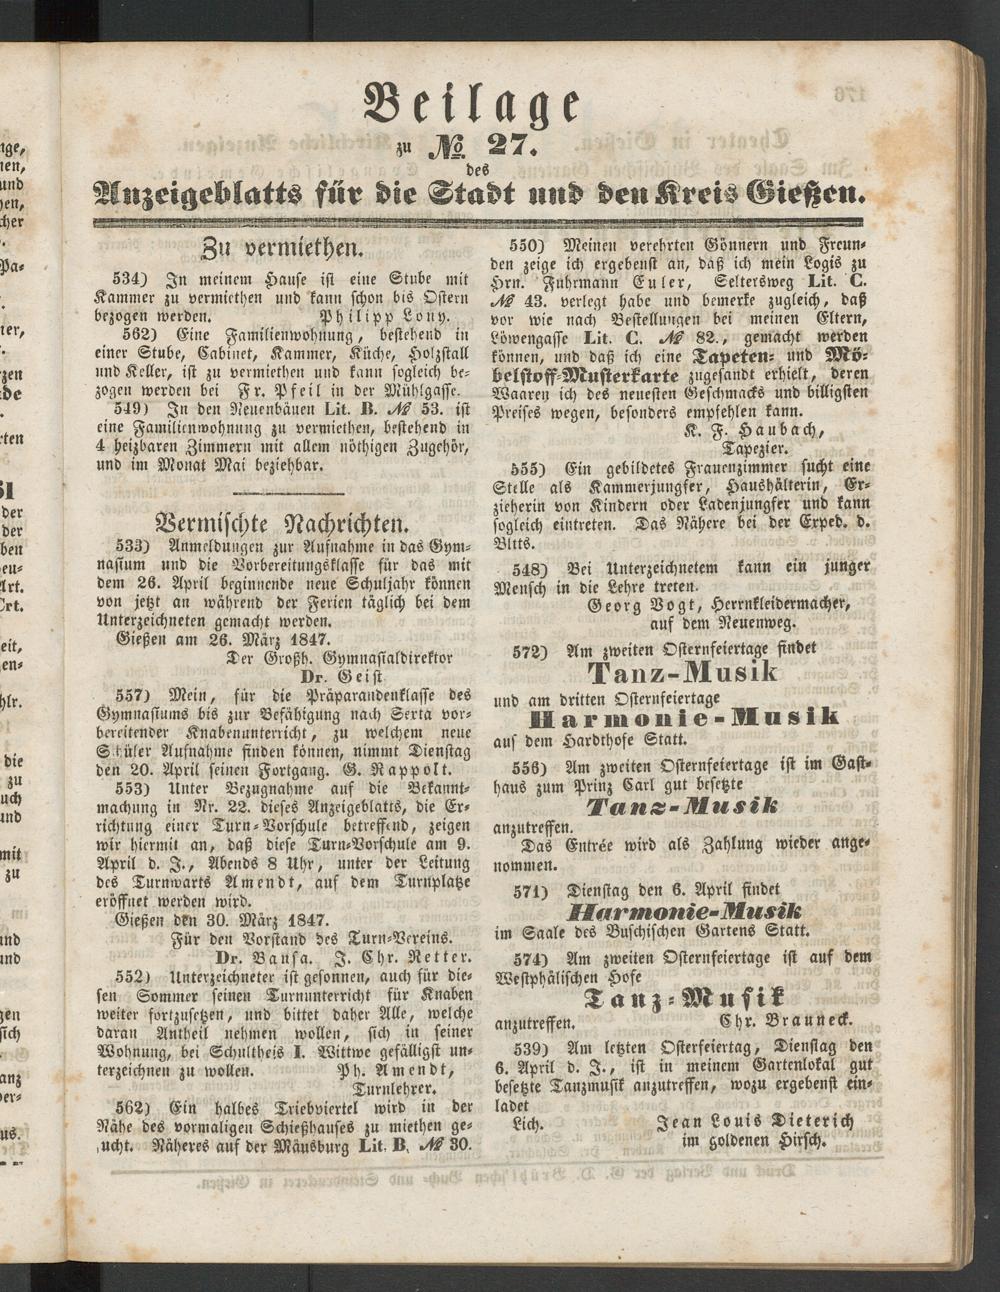 Beilage
zu № 27.
des
Anzeigeblatts für die Stadt und den Kreis Gießen.
Zu vermiethen.
534) In meinem Hause ist eine Stube mit
Kammer zu vermiethen und kann schon bis Ostern
bezogen werden. Philipp Lony.
562) Eine Familienwohnung, bestehend in
einer Stube, Cabinet, Kammer, Küche, Holzstall
und Keller, ist zu vermiethen und kann sogleich be-
zogen werden bei Fr. Pfeil in der Mühlgasse.
549) In den Neuenbäuen Lit. B. № 53. ist
eine Familienwohnung zu vermiethen, bestehend in
4 heizbaren Zimmern mit allem nöthigen Zugehör,
und im Monat Mai beziehbar.
Vermischte Nachrichten.
533) Anmeldungen zur Aufnahme in das Gym-
nasium und die Vorbereitungsklasse für das mit
dem 26. April beginnende neue Schuljahr können
von jetzt an während der Ferien täglich bei dem
Unterzeichneten gemacht werden.
Gießen am 26. März 1847.
Der Großh. Gymnasialdirektor
Dr. Geist
557) Mein, für die Präparandenklasse des
Gymnasiums bis zur Befähigung nach Sexta vor-
bereitender Knabenunterricht, zu welchem neue
Schüler Aufnahme finden können, nimmt Dienstag
den 20. April seinen Fortgang. G. Rappolt.
553) Unter Bezugnahme auf die Bekannt-
machung in Nr. 22. dieses Anzeigeblatts, die Er-
richtung einer Turn-Vorschule betreffend, zeigen
wir hiermit an, daß diese Turn-Vorschule am 9.
April d. J., Abends 8 Uhr, unter der Leitung
des Turnwarts Amendt, auf dem Turnplatze
eröffnet werden wird.
Gießen den 30. März 1847.
Für den Vorstand des Turn-Vereins.
Dr. Bansa. J. Chr. Retter.
552) Unterzeichneter ist gesonnen, auch für die-
sen Sommer seinen Turnunterricht für Knaben
weiter fortzusetzen, und bittet daher Alle, welche
daran Antheil nehmen wollen, sich in seiner
Wohnung, bei Schultheis I. Wittwe gefälligst un-
terzeichnen zu wollen. Ph. Amendt,
Turnlehrer.
562) Ein halbes Triebviertel wird in der
Nähe des vormaligen Schießhauses zu miethen ge-
sucht. Näheres auf der Mäusburg Lit. B. № 30.
550) Meinen verehrten Gönnern und Freun-
den zeige ich ergebenst an, daß ich mein Logis zu
Hrn. Fuhrmann Euler, Seltersweg Lit. C.
№ 43. verlegt habe und bemerke zugleich, daß
vor wie nach Bestellungen bei meinen Eltern,
Löwengasse Lit. C. № 82., gemacht werden
können, und daß ich eine Tapeten- und Mö-
belstoff-Musterkarte zugesandt erhielt, deren
Waaren ich des neuesten Geschmacks und billigsten
Preises wegen, besonders empfehlen kann.
K. F. Haubach,
Tapezier.
555) Ein gebildetes Frauenzimmer sucht eine
Stelle als Kammerjungfer, Haushälterin, Er-
zieherin von Kindern oder Ladenjungfer und kann
sogleich eintreten. Das Nähere bei der Exped. d.
Bltts.
548) Bei Unterzeichnetem kann ein junger
Mensch in die Lehre treten.
Georg Vogt, Herrnkleidermacher,
auf dem Neuenweg.
572) Am zweiten Osternfeiertage findet
Tanz-Musik
und am dritten Osternfeiertage
Harmonie-Musik
auf dem Hardthofe Statt.
556) Am zweiten Osternfeiertage ist im Gast-
haus zum Prinz Carl gut besetzte
Tanz-Musik
anzutreffen.
Das Entrée wird als Zahlung wieder ange-
nommen.
571) Dienstag den 6. April findet
Harmonie-Musik
im Saale des Buschischen Gartens Statt.
574) Am zweiten Osternfeiertage ist auf dem
Westphälischen Hofe
Tanz-Musik
anzutreffen. Chr. Brauneck.
539) Am letzten Osterfeiertag, Dienstag den
6. April d. J., ist in meinem Gartenlokal gut
besetzte Tanzmusik anzutreffen, wozu ergebenst ein-
ladet
Lich. Jean Louis Dieterich
im goldenen Hirsch.